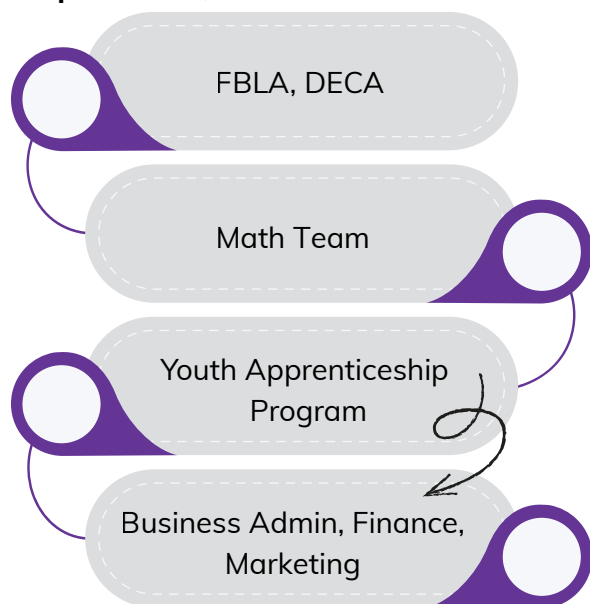 FBLA, DECA
Math Team
Youth Apprenticeship
Program
Business Admin, Finance,
Marketing